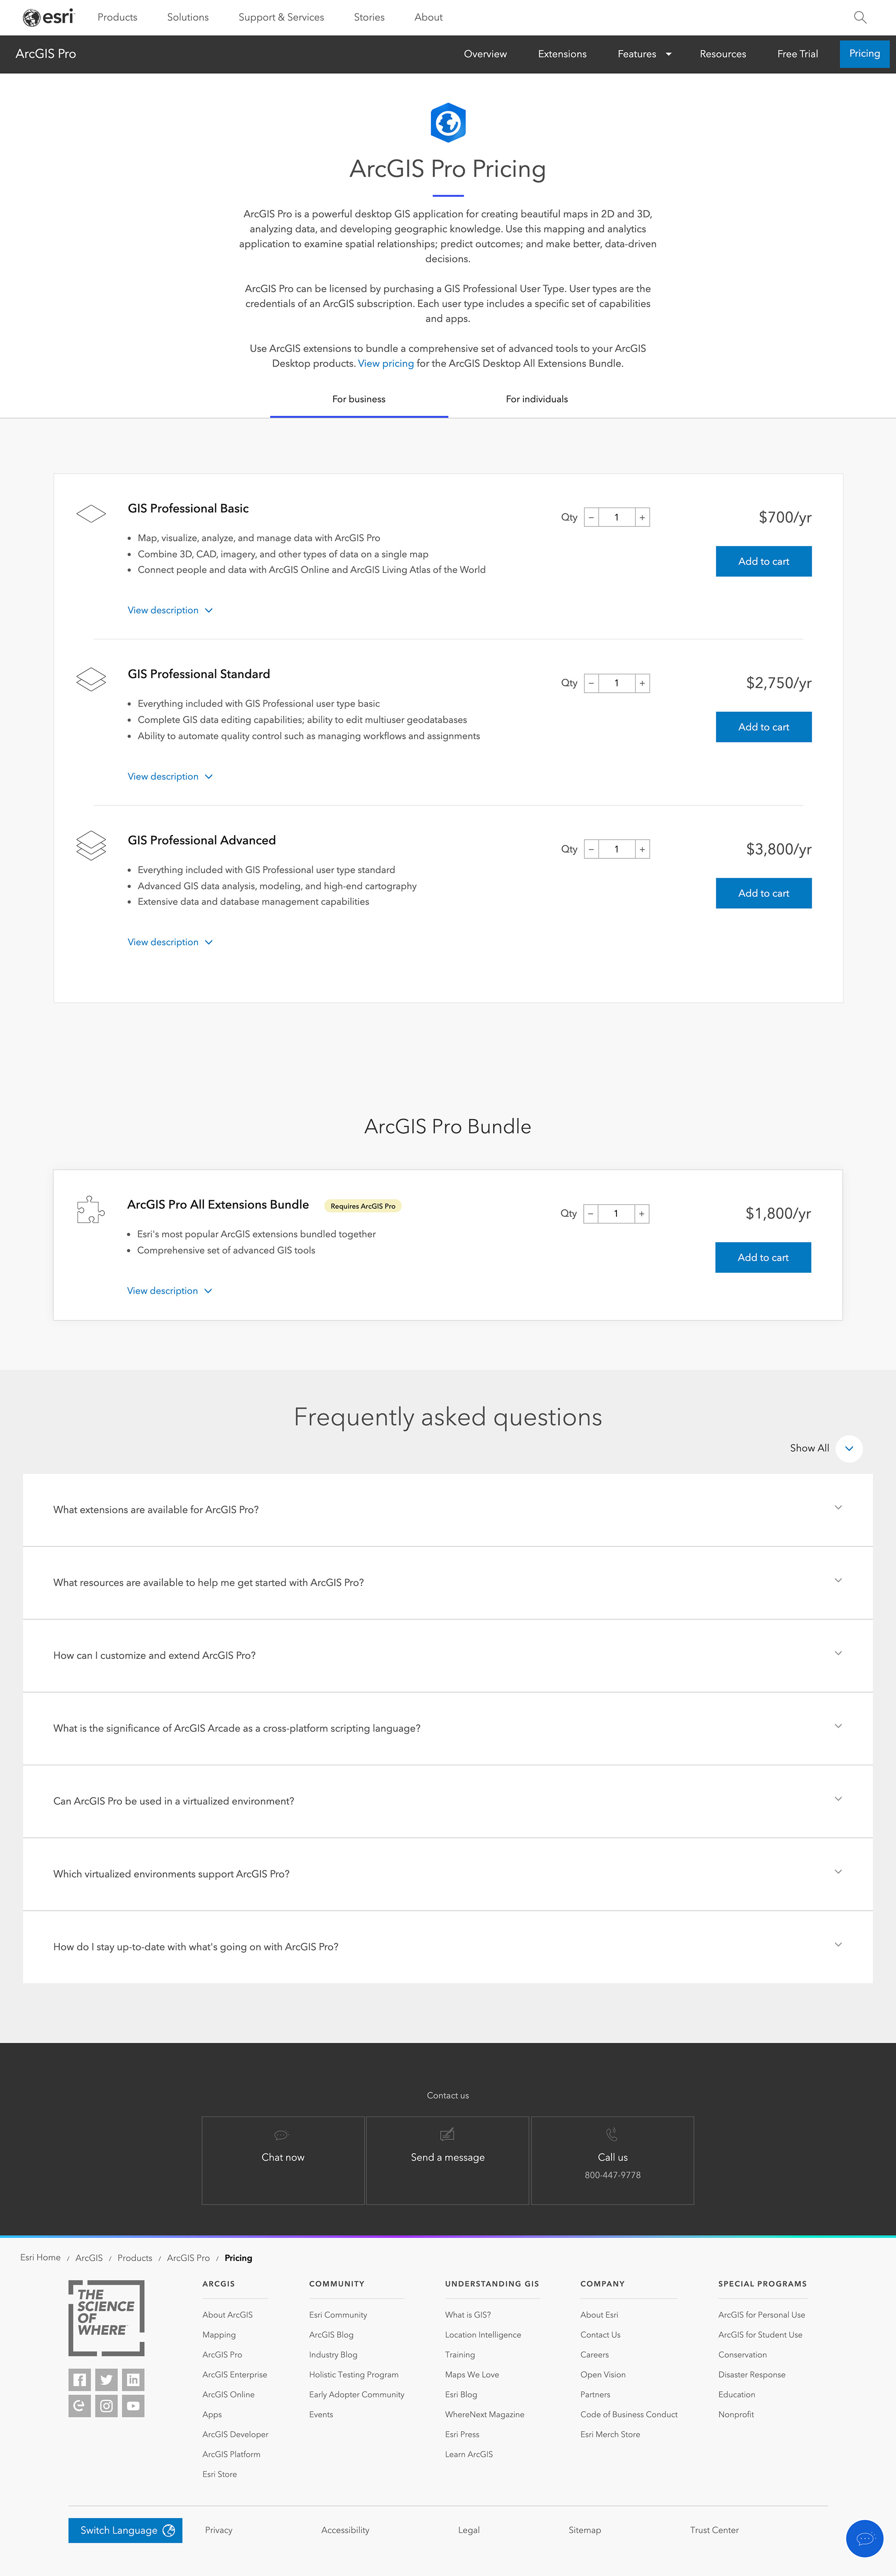 esri
Products
Solutions
Support & Services
Stories
About
ArcGIS Pro
Overview
Extensions
Features
Resources
Free Trial
Pricing
ArcGIS Pro Pricing
ArcGIS Pro is a powerful desktop GIS application for creating beautiful maps in 2D and 3D,
analyzing data, and developing geographic knowledge. Use this mapping and analytics
application to examine spatial relationships; predict outcomes; and make better, data-driven
decisions.
ArcGIS Pro can be licensed by purchasing a GIS Professional User Type. User types are the
credentials of an ArcGIS subscription. Each user type includes a specific set of capabilities
and apps.
Use ArcGIS extensions to bundle a comprehensive set of advanced tools to your ArcGIS
Desktop products. View pricing for the ArcGIS Desktop All Extensions Bundle.
For business
For individuals
GIS Professional Basic
• Map, visualize, analyze, and manage data with ArcGIS Pro
• Combine 3D, CAD, imagery, and other types of data on a single map
• Connect people and data with ArcGIS Online and ArcGIS Living Atlas of the World
View description
Qty − 1 +
$700/yr
Add to cart
GIS Professional Standard
• Everything included with GIS Professional user type basic
• Complete GIS data editing capabilities; ability to edit multiuser geodatabases
• Ability to automate quality control such as managing workflows and assignments
View description
Qty − 1 +
$2,750/yr
Add to cart
GIS Professional Advanced
• Everything included with GIS Professional user type standard
• Advanced GIS data analysis, modeling, and high-end cartography
• Extensive data and database management capabilities
View description
Qty − 1 +
$3,800/yr
Add to cart
ArcGIS Pro Bundle
ArcGIS Pro All Extensions Bundle
Requires ArcGIS Pro
• Esri's most popular ArcGIS extensions bundled together
• Comprehensive set of advanced GIS tools
View description
Qty − 1 +
$1,800/yr
Add to cart
Frequently asked questions
Show All
What extensions are available for ArcGIS Pro?
What resources are available to help me get started with ArcGIS Pro?
How can I customize and extend ArcGIS Pro?
What is the significance of ArcGIS Arcade as a cross-platform scripting language?
Can ArcGIS Pro be used in a virtualized environment?
Which virtualized environments support ArcGIS Pro?
How do I stay up-to-date with what's going on with ArcGIS Pro?
Contact us
Chat now
Send a message
Call us
800-447-9778
Esri Home / ArcGIS / Products / ArcGIS Pro / Pricing
THE
SCIENCE
OF
WHERE
ARCGIS
About ArcGIS
Mapping
ArcGIS Pro
ArcGIS Enterprise
ArcGIS Online
Apps
ArcGIS Developer
ArcGIS Platform
Esri Store
COMMUNITY
Esri Community
ArcGIS Blog
Industry Blog
Holistic Testing Program
Early Adopter Community
Events
UNDERSTANDING GIS
What is GIS?
Location Intelligence
Training
Maps We Love
Esri Blog
WhereNext Magazine
Esri Press
Learn ArcGIS
COMPANY
About Esri
Contact Us
Careers
Open Vision
Partners
Code of Business Conduct
Esri Merch Store
SPECIAL PROGRAMS
ArcGIS for Personal Use
ArcGIS for Student Use
Conservation
Disaster Response
Education
Nonprofit
Switch Language
Privacy
Accessibility
Legal
Sitemap
Trust Center